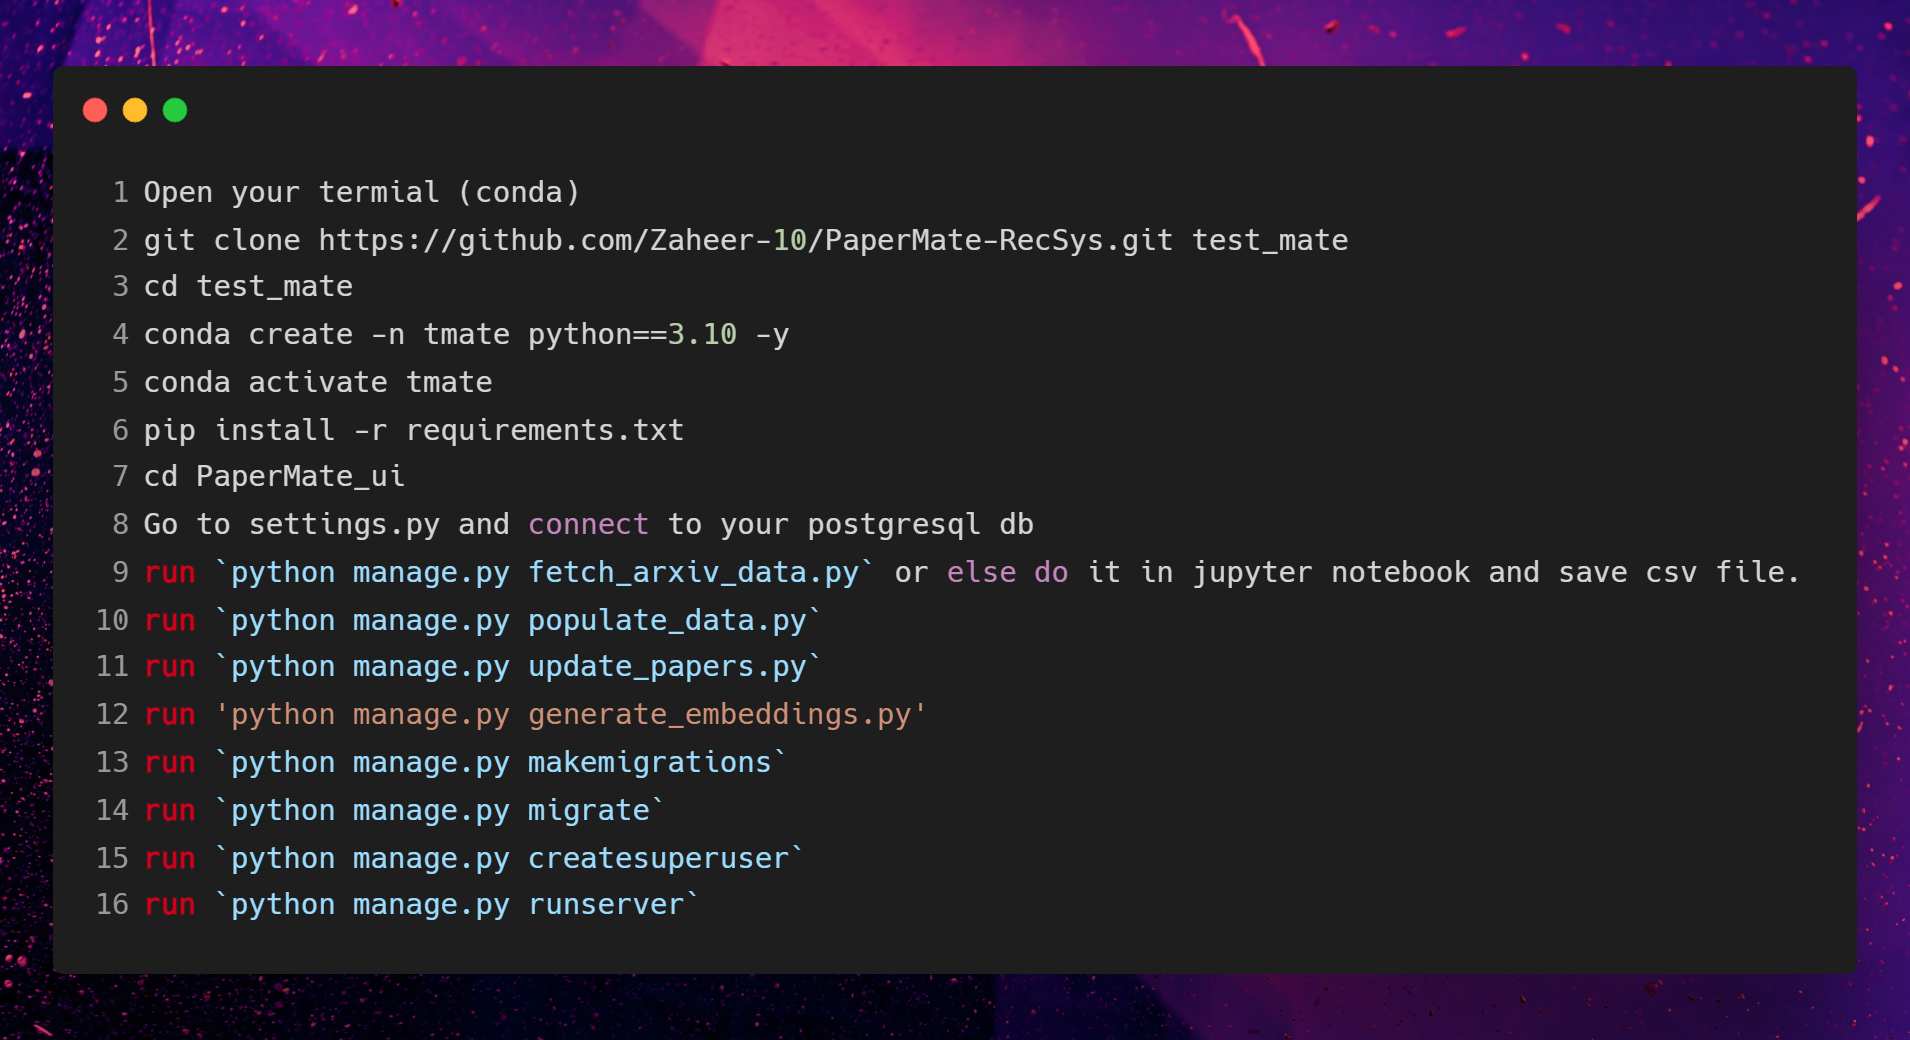 1 Open your termial (conda)
2 git clone https://github.com/Zaheer-10/PaperMate-RecSys.git test_mate
3 cd test_mate
4 conda create -n tmate python==3.10 -y
5 conda activate tmate
6 pip install -r requirements.txt
7 cd PaperMate_ui
8 Go to settings.py and connect to your postgresql db
9 run `python manage.py fetch_arxiv_data.py` or else do it in jupyter notebook and save csv file.
10 run `python manage.py populate_data.py`
11 run `python manage.py update_papers.py`
12 run 'python manage.py generate_embeddings.py'
13 run `python manage.py makemigrations`
14 run `python manage.py migrate`
15 run `python manage.py createsuperuser`
16 run `python manage.py runserver`